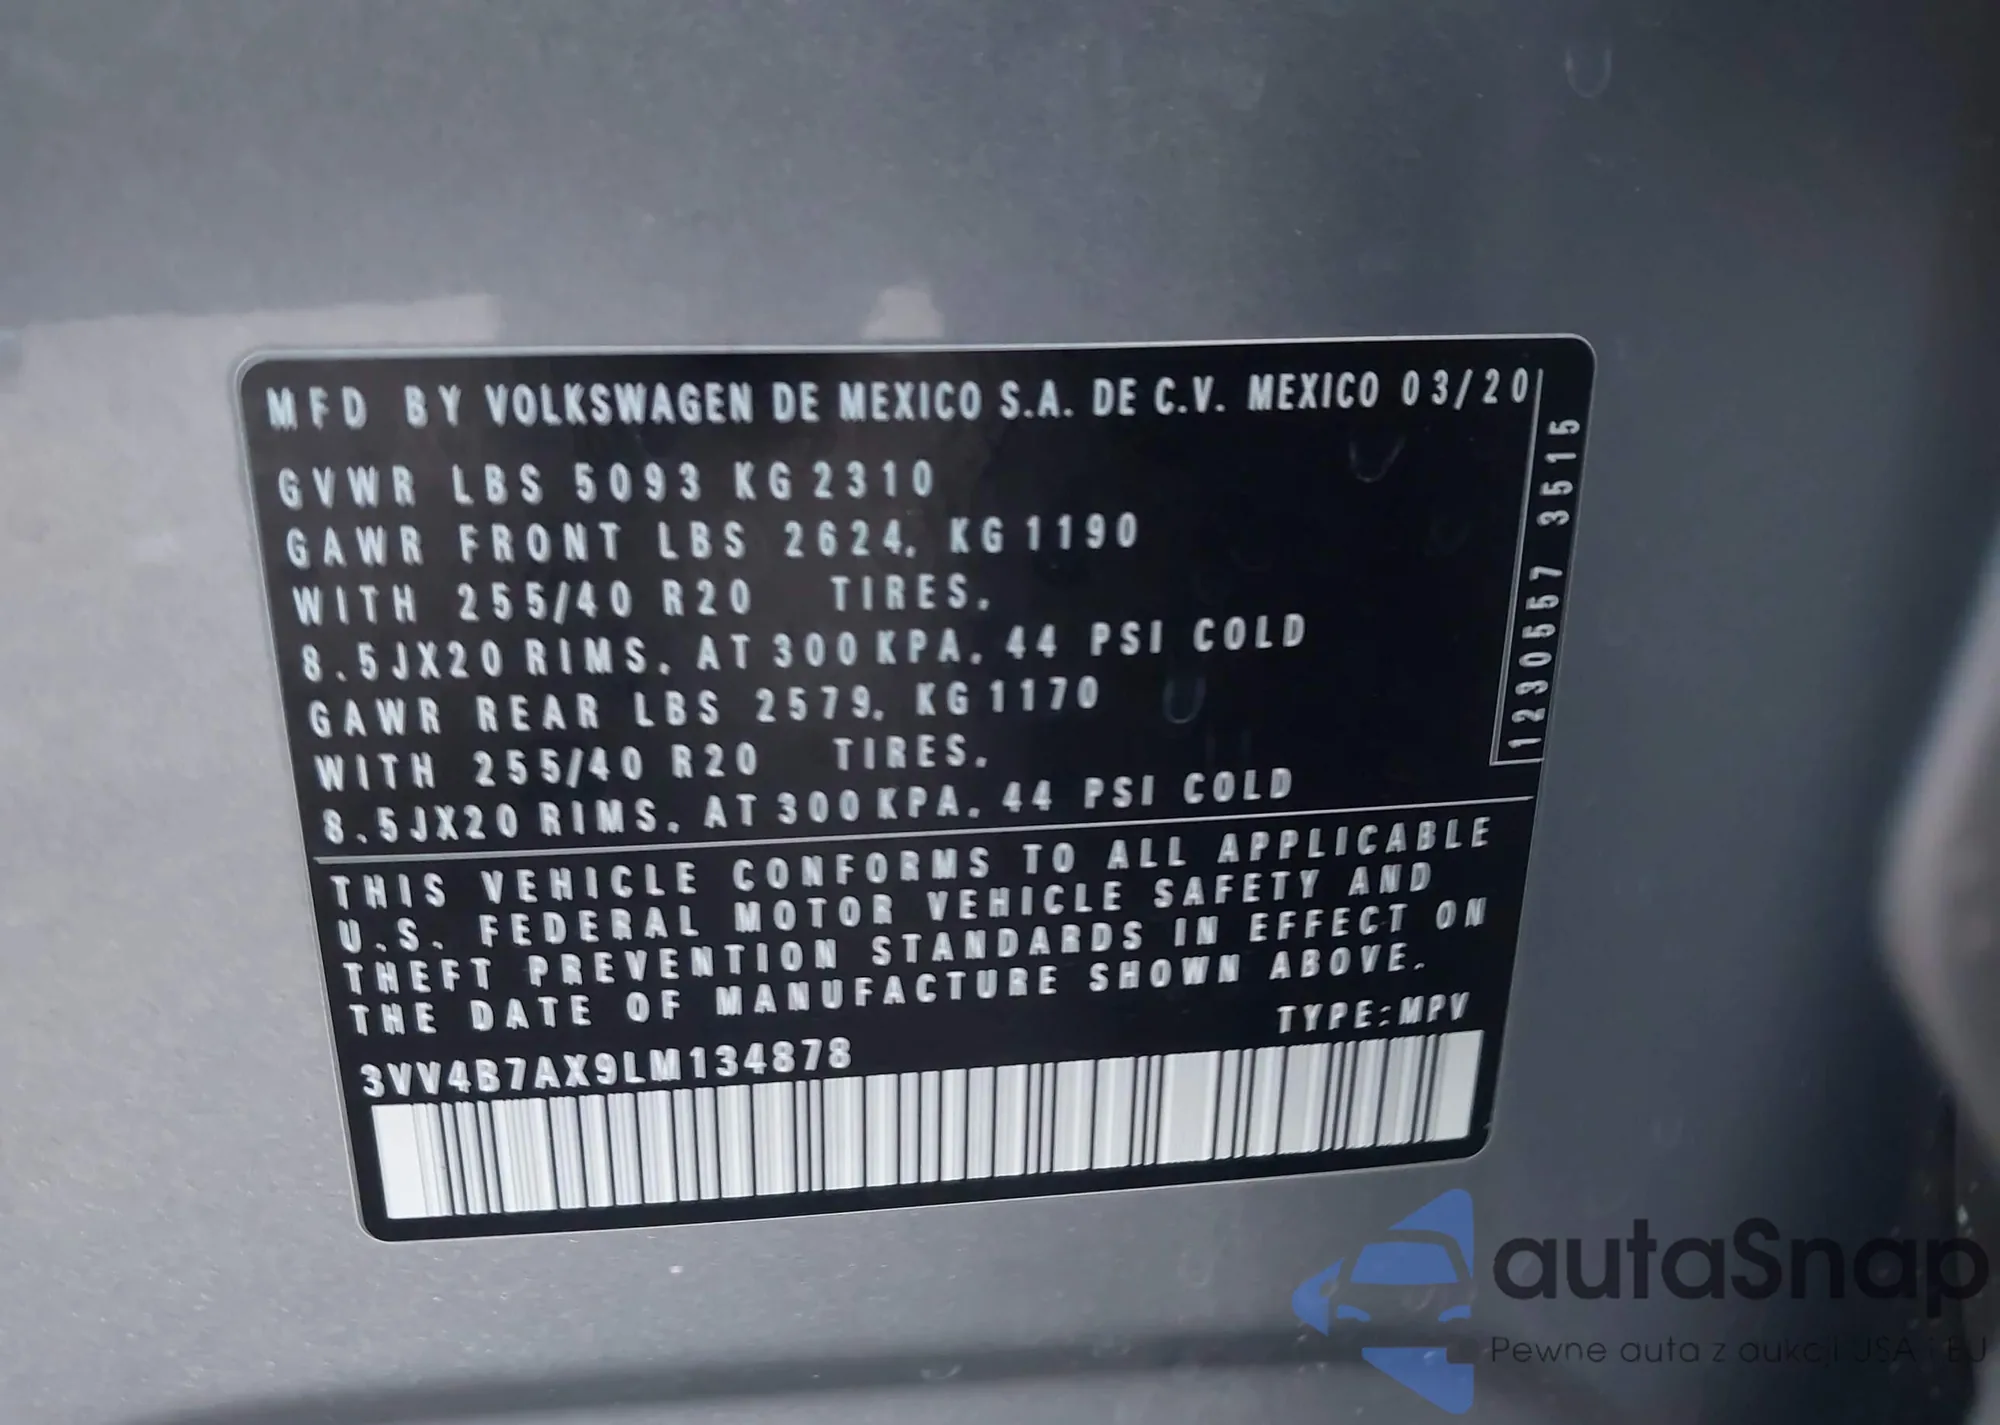 MFD BY VOLKSWAGEN DE MEXICO S.A. DE C.V. MEXICO 03/20
GVWR LBS 5093 KG 2310
GAWR FRONT LBS 2624. KG 1190
WITH 255/40 R20 TIRES.
8.5JX20 RIMS. AT 300 KPA. 44 PSI COLD
GAWR REAR LBS 2579. KG 1170
WITH 255/40 R20 TIRES.
8.5JX20 RIMS. AT 300 KPA. 44 PSI COLD
1230557 3515
THIS VEHICLE CONFORMS TO ALL APPLICABLE
U.S. FEDERAL MOTOR VEHICLE SAFETY AND
THEFT PREVENTION STANDARDS IN EFFECT ON
THE DATE OF MANUFACTURE SHOWN ABOVE.
TYPE:MPV
3VV4B7AX9LM134878
autaSnap
Pewne auta z aukcji USA i EU